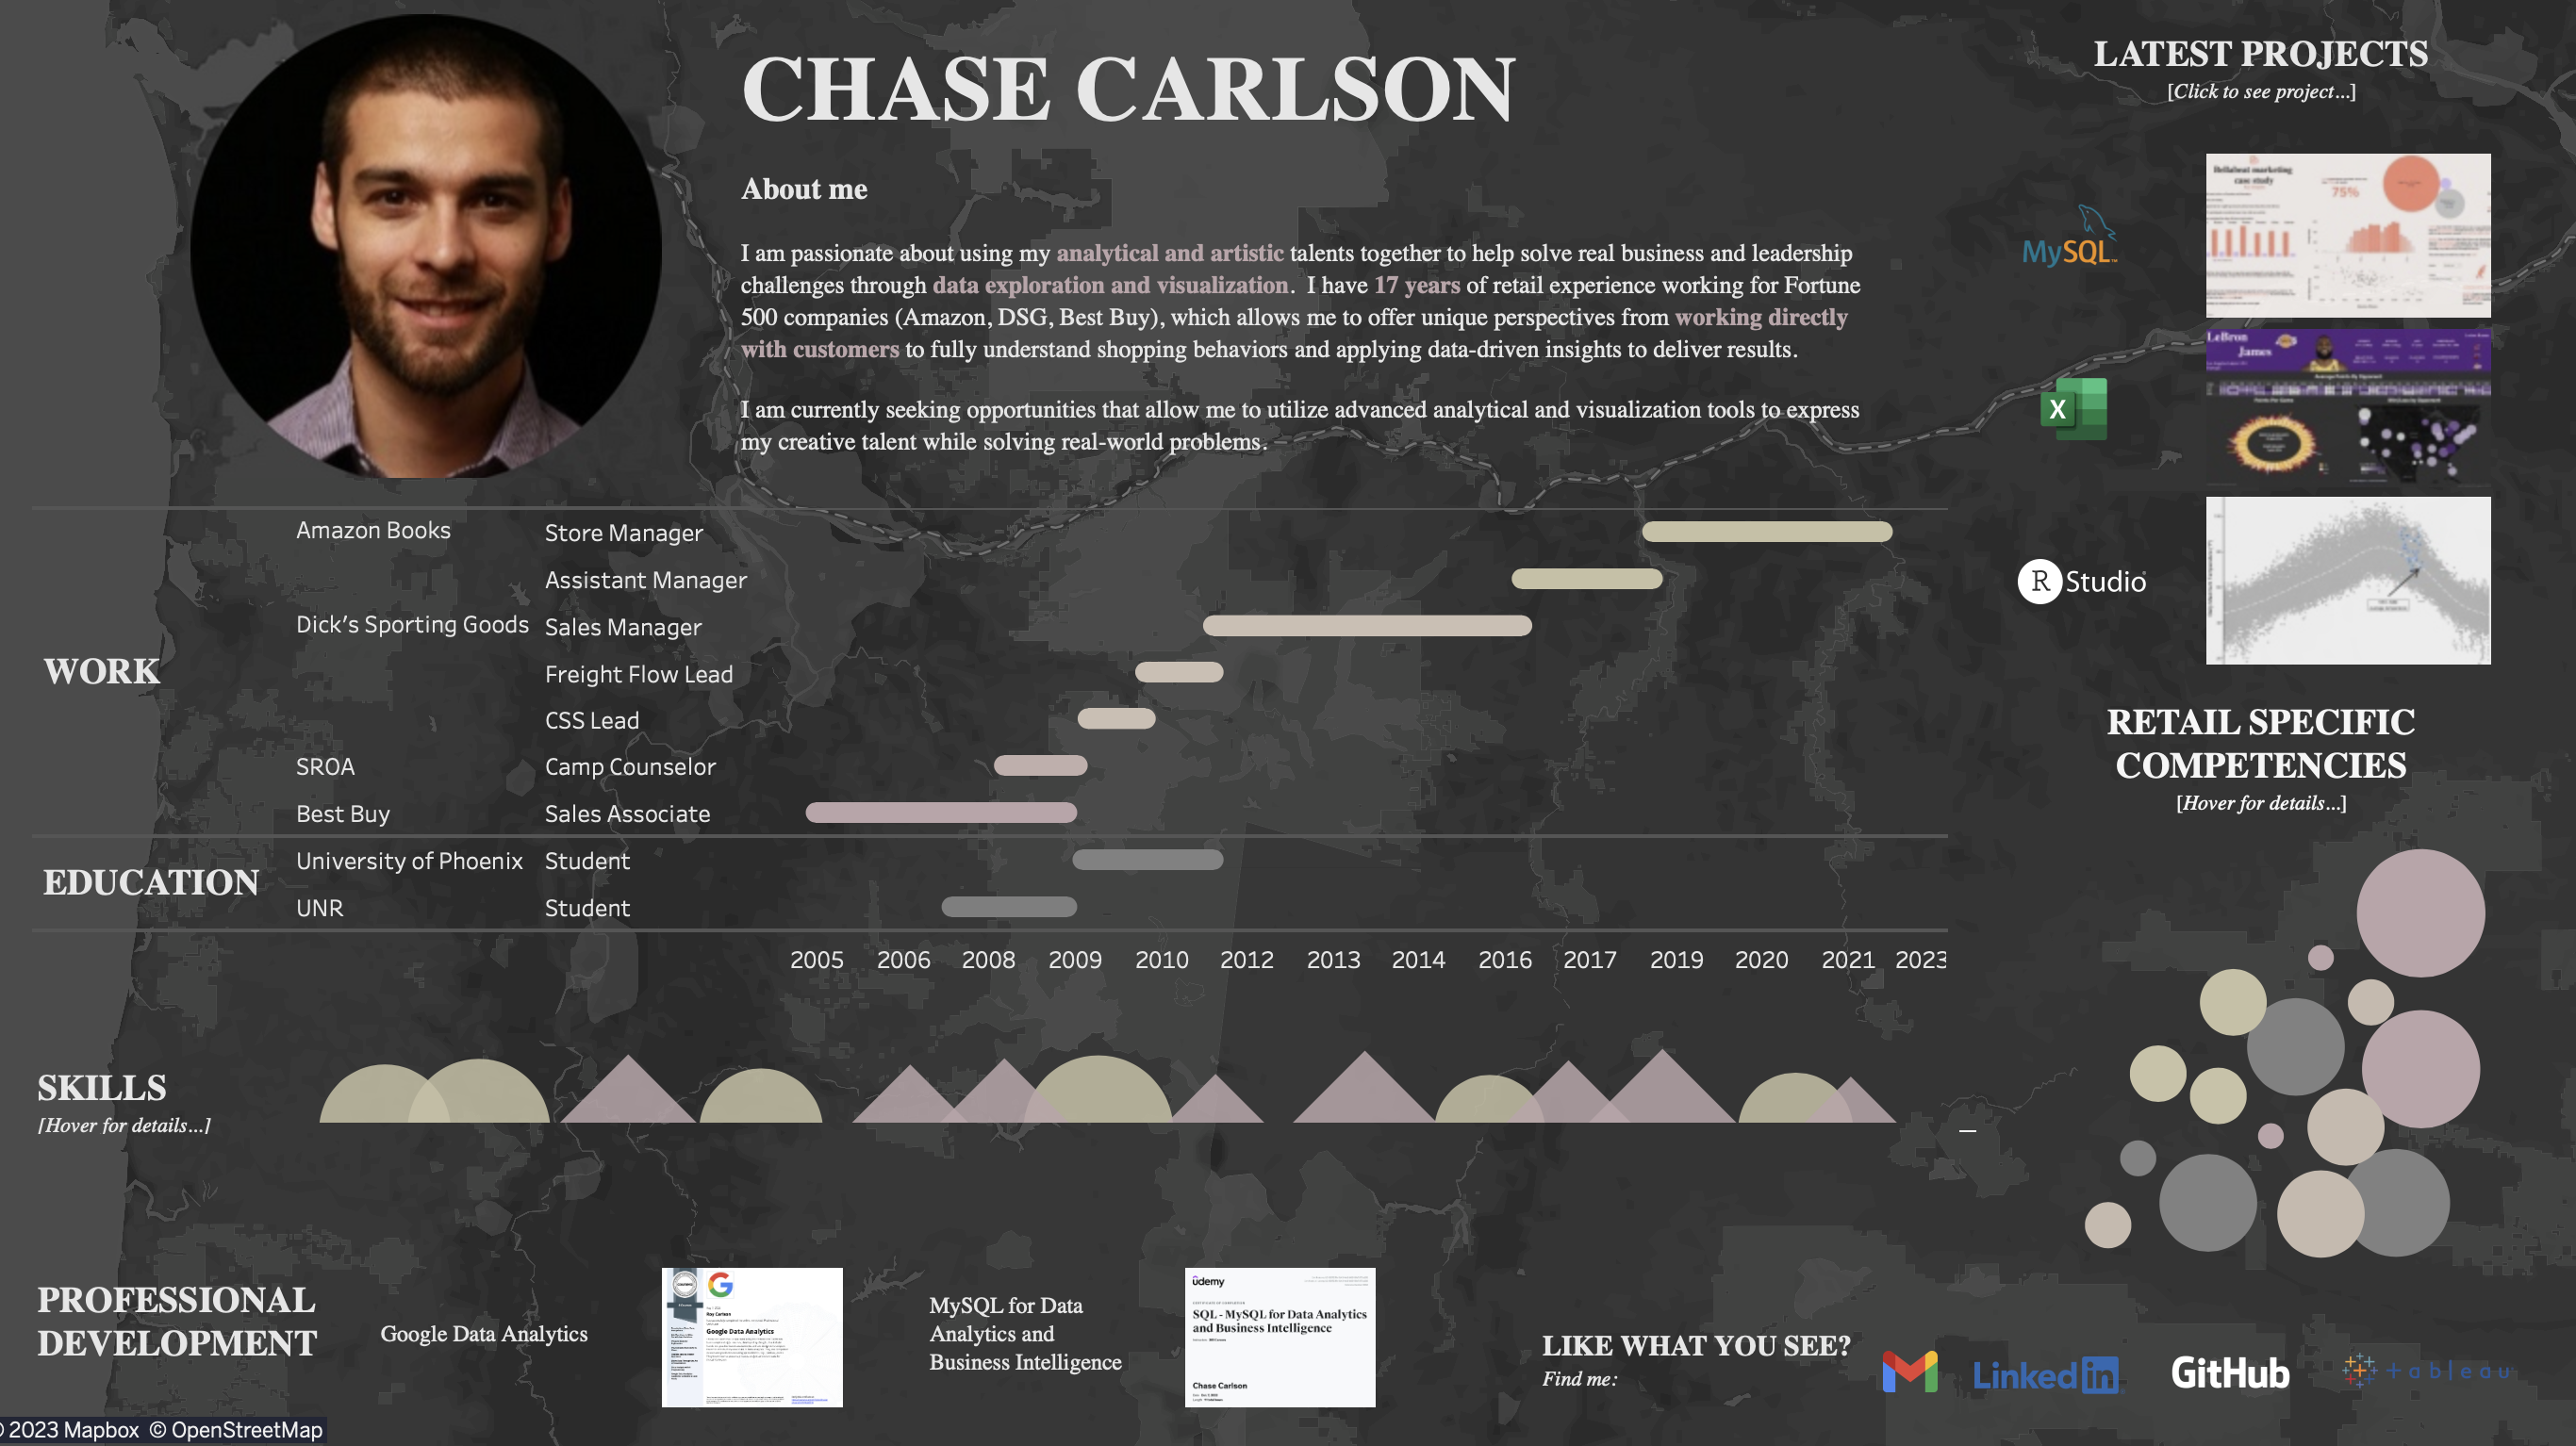 CHASE CARLSON
About me
I am passionate about using my analytical and artistic talents together to help solve real business and leadership
challenges through data exploration and visualization.  I have 17 years of retail experience working for Fortune
500 companies (Amazon, DSG, Best Buy), which allows me to offer unique perspectives from working directly
with customers to fully understand shopping behaviors and applying data-driven insights to deliver results.
I am currently seeking opportunities that allow me to utilize advanced analytical and visualization tools to express
my creative talent while solving real-world problems.
LATEST PROJECTS
[Click to see project...]
MySQL
Bellabeat marketing
case study
75%
X
LeBron
James
R Studio
WORK
Amazon Books
Store Manager
Assistant Manager
Dick's Sporting Goods
Sales Manager
Freight Flow Lead
CSS Lead
SROA
Camp Counselor
Best Buy
Sales Associate
EDUCATION
University of Phoenix
Student
UNR
Student
2005 2006 2008 2009 2010 2012 2013 2014 2016 2017 2019 2020 2021 2023
RETAIL SPECIFIC
COMPETENCIES
[Hover for details...]
SKILLS
[Hover for details...]
PROFESSIONAL
DEVELOPMENT
Google Data Analytics
Roy Carlson
Google Data Analytics
MySQL for Data
Analytics and
Business Intelligence
ûdemy
SQL - MySQL for Data Analytics
and Business Intelligence
Chase Carlson
LIKE WHAT YOU SEE?
Find me:
LinkedIn
GitHub
tableau
© 2023 Mapbox © OpenStreetMap